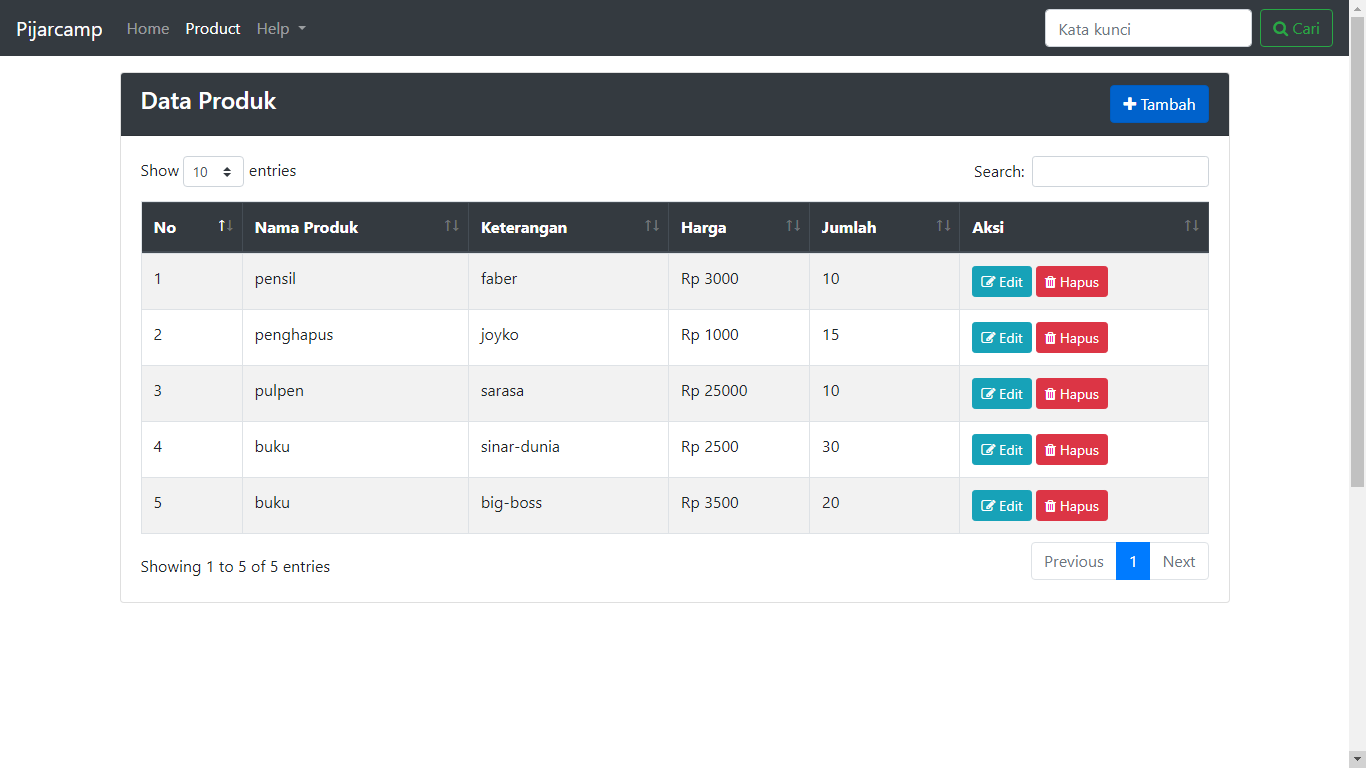 Pijarcamp Home Product Help Kata kunci Cari
Data Produk Tambah
Show 10 entries Search:
No Nama Produk Keterangan Harga Jumlah Aksi
1 pensil faber Rp 3000 10 Edit Hapus
2 penghapus joyko Rp 1000 15 Edit Hapus
3 pulpen sarasa Rp 25000 10 Edit Hapus
4 buku sinar-dunia Rp 2500 30 Edit Hapus
5 buku big-boss Rp 3500 20 Edit Hapus
Showing 1 to 5 of 5 entries Previous 1 Next